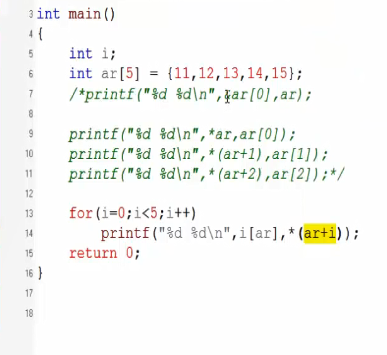 3 int main()
4 {
5 int i;
6 int ar[5] = {11,12,13,14,15};
7 /*printf("%d %d\n",&ar[0],ar);
8
9 printf("%d %d\n",*ar,ar[0]);
10 printf("%d %d\n",*(ar+1),ar[1]);
11 printf("%d %d\n",*(ar+2),ar[2]);*/
12
13 for(i=0;i<5;i++)
14 printf("%d %d\n",i[ar],*(ar+i));
15 return 0;
16 }
17
18